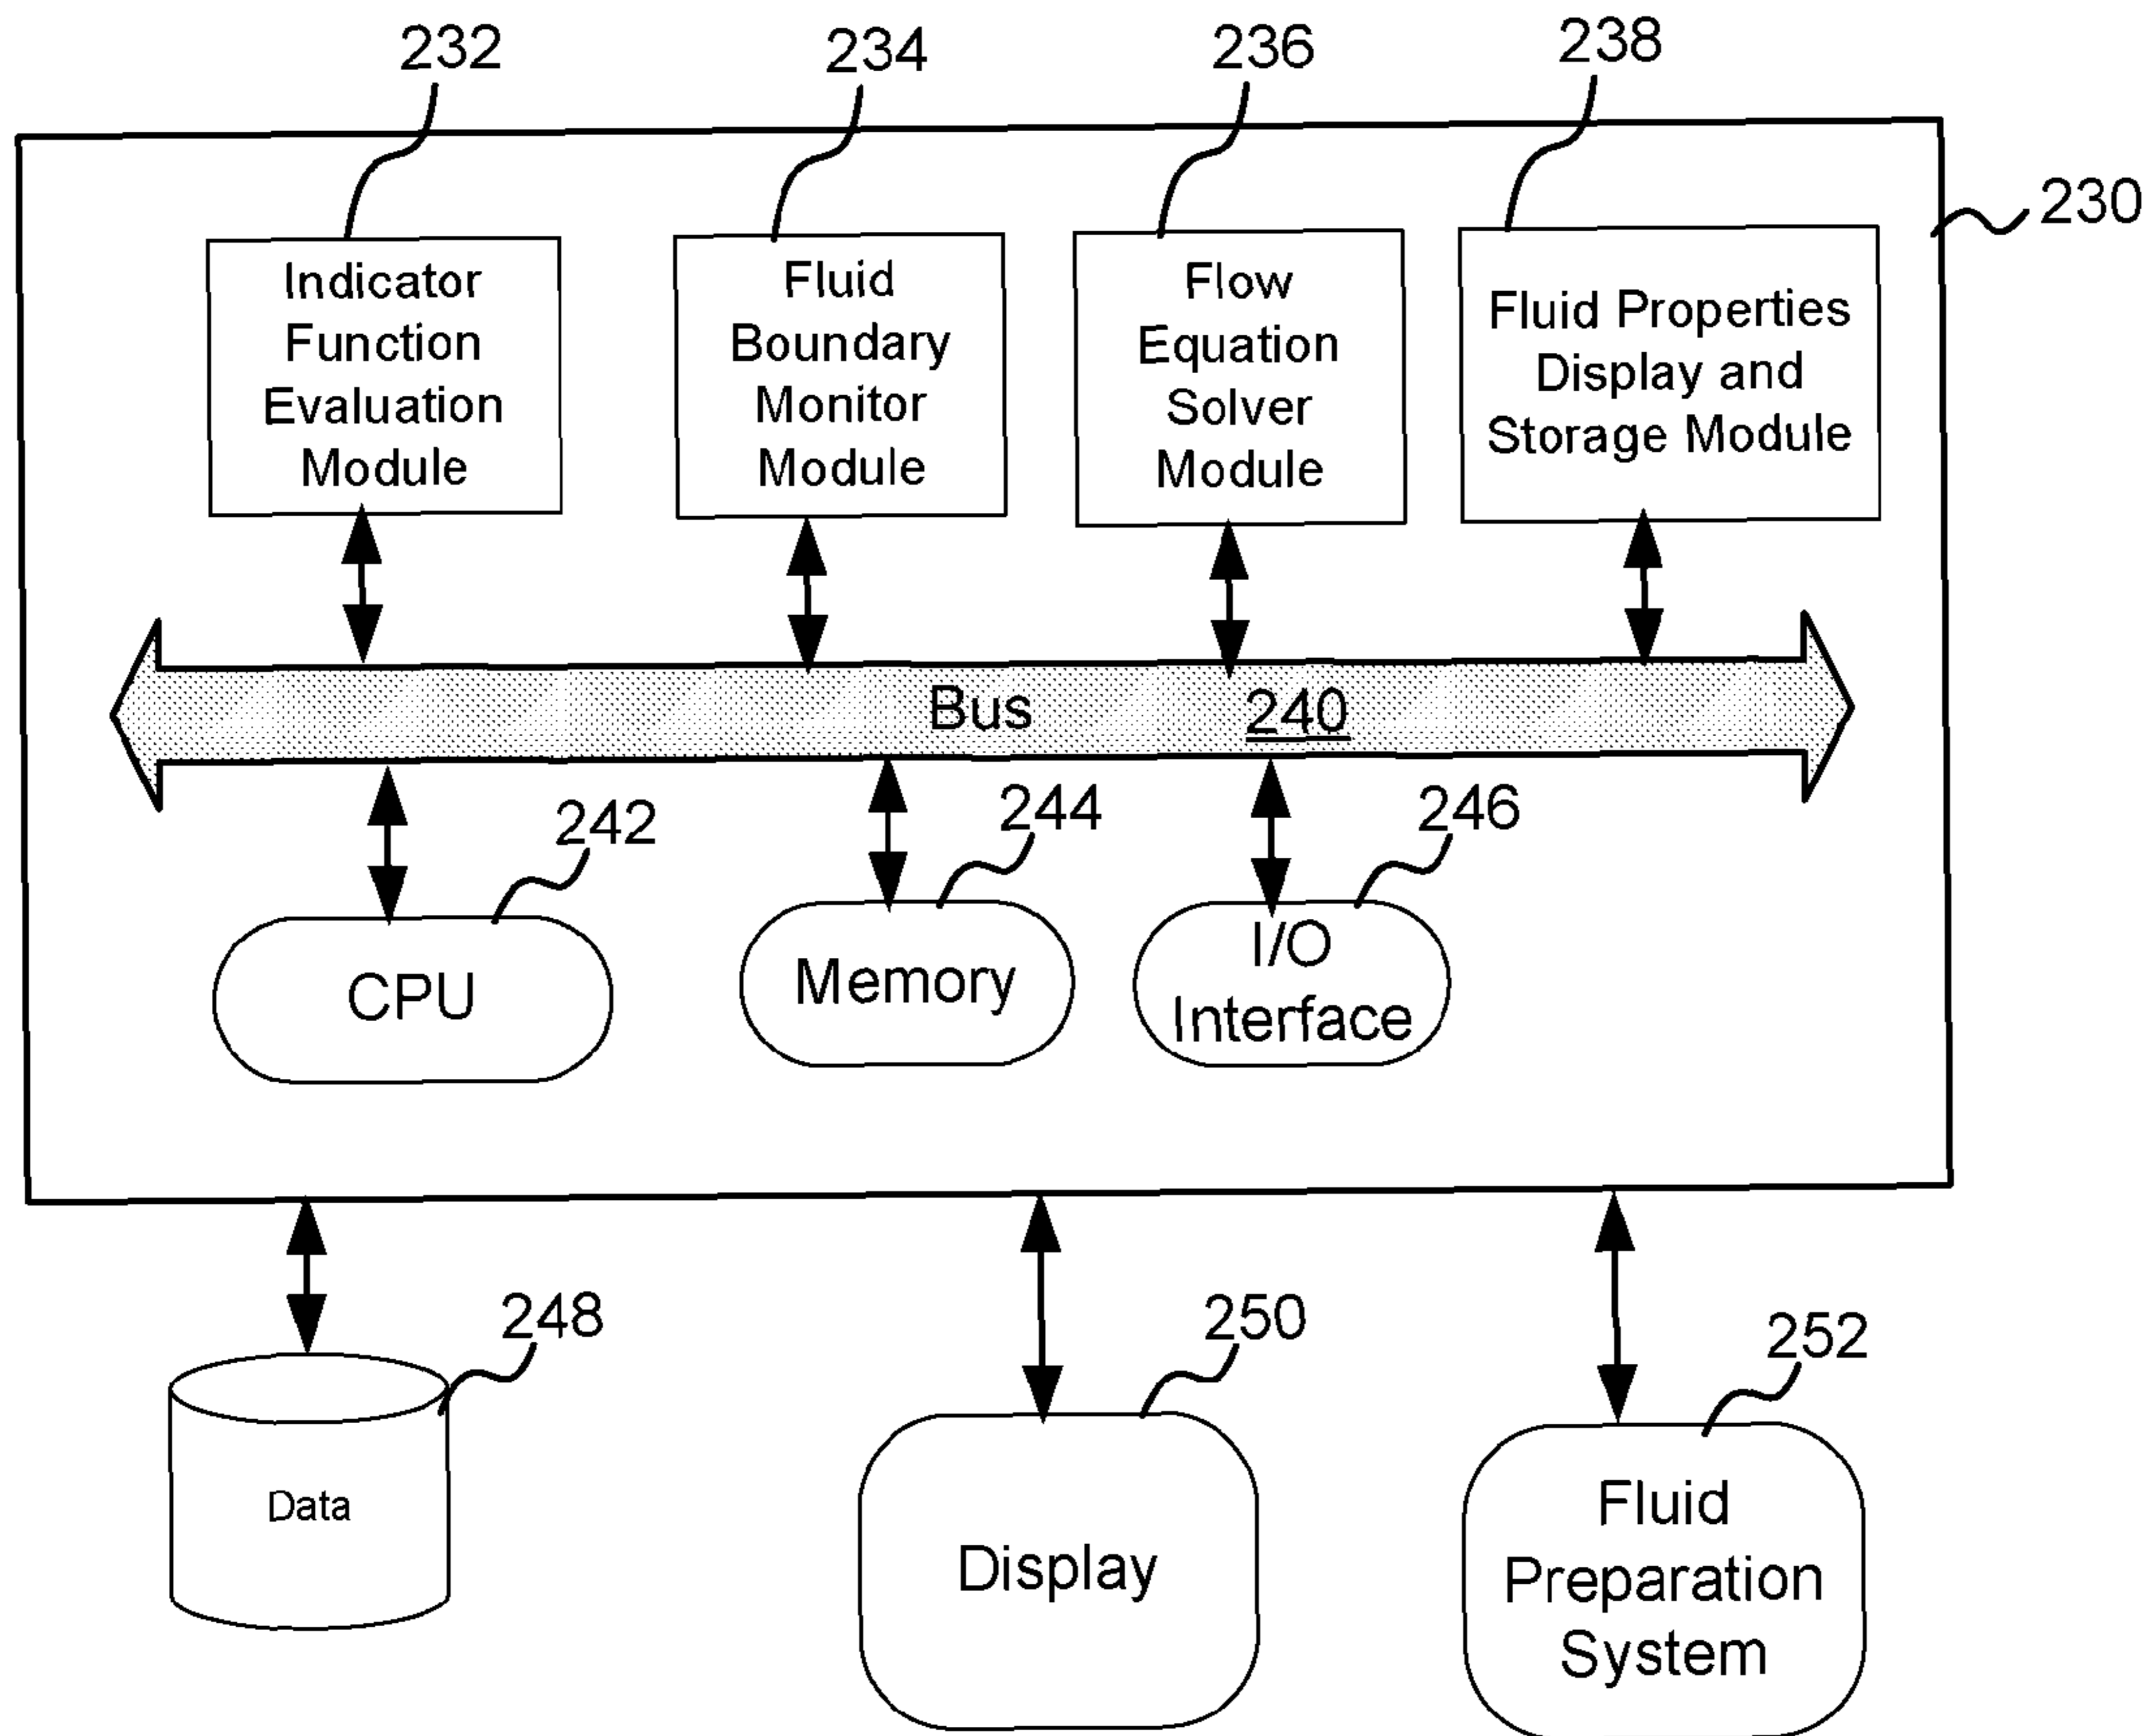 232
234
236
238
230
Indicator
Function
Evaluation
Module
Fluid
Boundary
Monitor
Module
Flow
Equation
Solver
Module
Fluid Properties
Display and
Storage Module
Bus 240
242
244
246
CPU
Memory
I/O
Interface
248
250
252
Data
Display
Fluid
Preparation
System